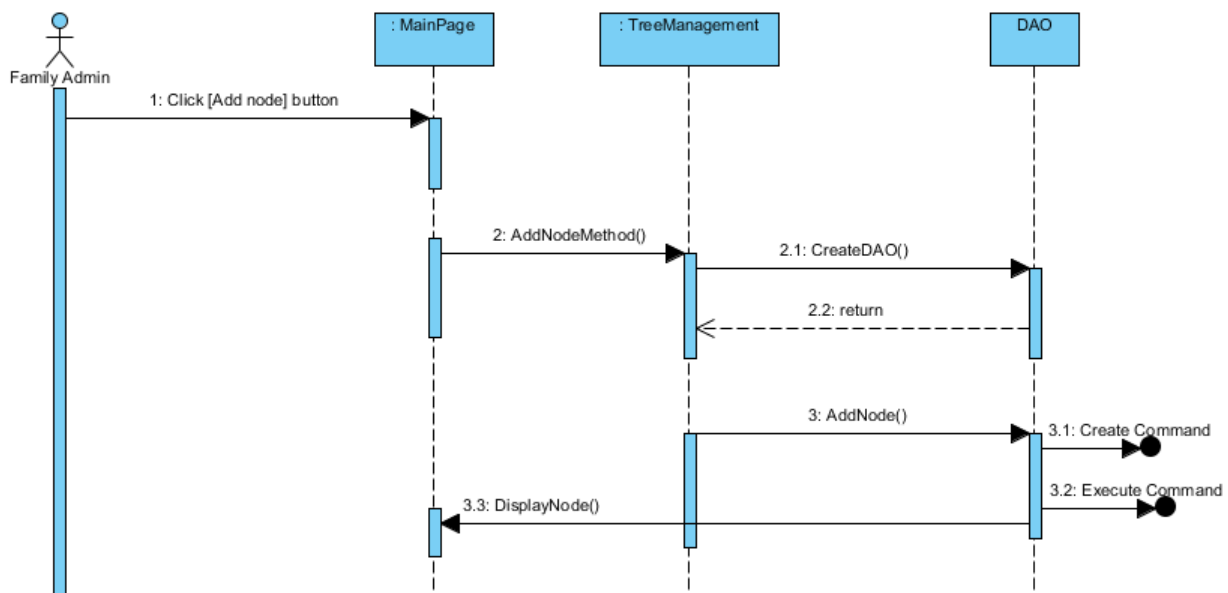 : MainPage
: TreeManagement
DAO
Family Admin
1: Click [Add node] button
2: AddNodeMethod()
2.1: CreateDAO()
2.2: return
3: AddNode()
3.1: Create Command
3.2: Execute Command
3.3: DisplayNode()